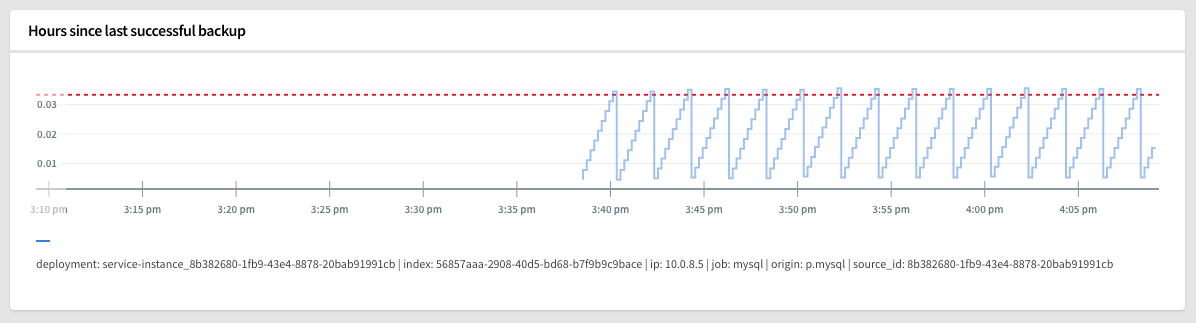 Hours since last successful backup
0.03
0.02
0.01
3:10 pm 3:15 pm 3:20 pm 3:25 pm 3:30 pm 3:35 pm 3:40 pm 3:45 pm 3:50 pm 3:55 pm 4:00 pm 4:05 pm
deployment: service-instance_8b382680-1fb9-43e4-8878-20bab91991cb | index: 56857aaa-2908-40d5-bd68-b7f9b9c9bace | ip: 10.0.8.5 | job: mysql | origin: p.mysql | source_id: 8b382680-1fb9-43e4-8878-20bab91991cb